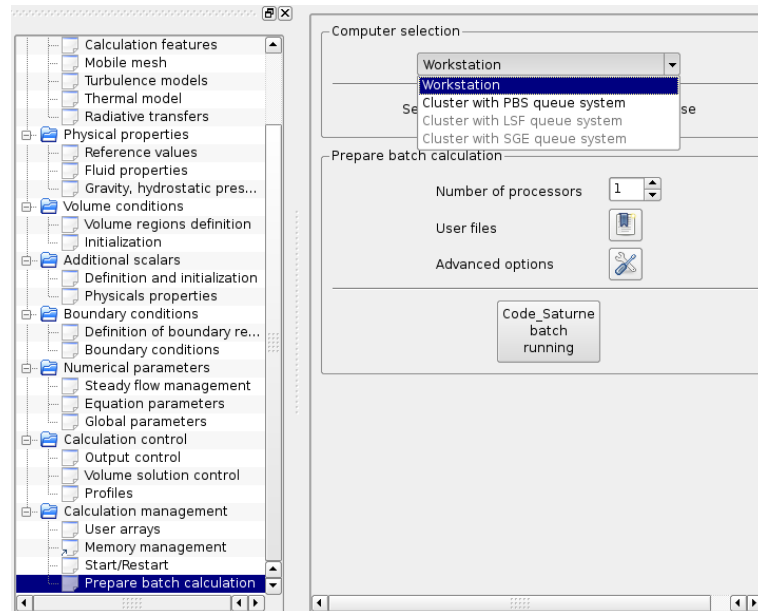 Calculation features
Mobile mesh
Turbulence models
Thermal model
Radiative transfers
Physical properties
Reference values
Fluid properties
Gravity, hydrostatic pres...
Volume conditions
Volume regions definition
Initialization
Additional scalars
Definition and initialization
Physicals properties
Boundary conditions
Definition of boundary re...
Boundary conditions
Numerical parameters
Steady flow management
Equation parameters
Global parameters
Calculation control
Output control
Volume solution control
Profiles
Calculation management
User arrays
Memory management
Start/Restart
Prepare batch calculation
Computer selection
Workstation
Workstation
Cluster with PBS queue system
Cluster with LSF queue system
Cluster with SGE queue system
Se
se
Prepare batch calculation
Number of processors 1
User files
Advanced options
Code_Saturne
batch
running